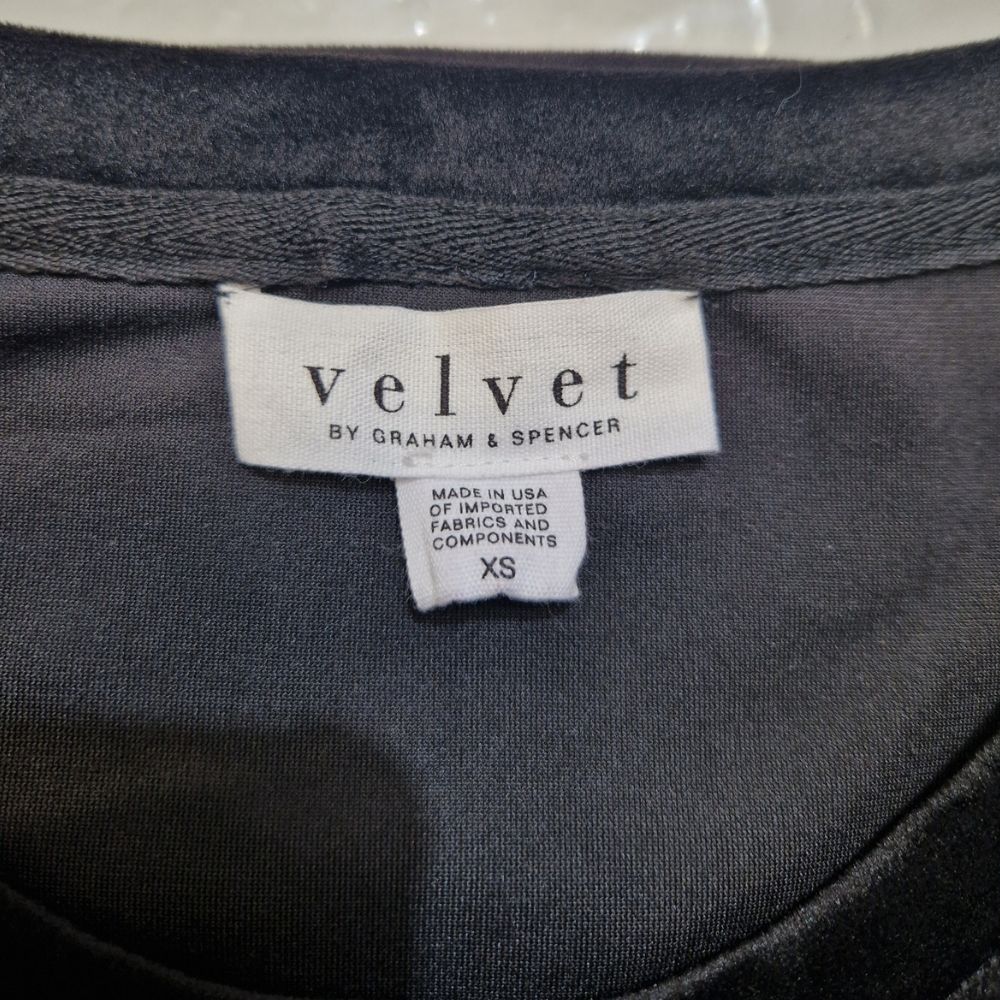 velvet
BY GRAHAM & SPENCER
MADE IN USA
OF IMPORTED
FABRICS AND
COMPONENTS
XS